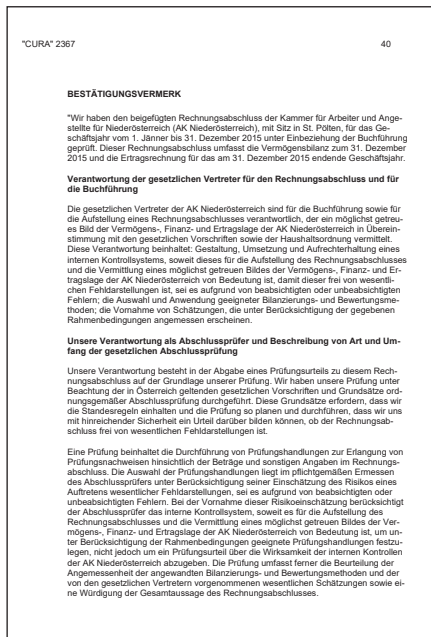 "CURA" 2367 40
BESTÄTIGUNGSVERMERK
"Wir haben den beigefügten Rechnungsabschluss der Kammer für Arbeiter und Ange-
stellte für Niederösterreich (AK Niederösterreich), mit Sitz in St. Pölten, für das Ge-
schäftsjahr vom 1. Jänner bis 31. Dezember 2015 unter Einbeziehung der Buchführung
geprüft. Dieser Rechnungsabschluss umfasst die Vermögensbilanz zum 31. Dezember
2015 und die Ertragsrechnung für das am 31. Dezember 2015 endende Geschäftsjahr.
Verantwortung der gesetzlichen Vertreter für den Rechnungsabschluss und für
die Buchführung
Die gesetzlichen Vertreter der AK Niederösterreich sind für die Buchführung sowie für
die Aufstellung eines Rechnungsabschlusses verantwortlich, der ein möglichst getreu-
es Bild der Vermögens-, Finanz- und Ertragslage der AK Niederösterreich in Überein-
stimmung mit den gesetzlichen Vorschriften sowie der Haushaltsordnung vermittelt.
Diese Verantwortung beinhaltet: Gestaltung, Umsetzung und Aufrechterhaltung eines
internen Kontrollsystems, soweit dieses für die Aufstellung des Rechnungsabschlusses
und die Vermittlung eines möglichst getreuen Bildes der Vermögens-, Finanz- und Er-
tragslage der AK Niederösterreich von Bedeutung ist, damit dieser frei von wesentli-
chen Fehldarstellungen ist, sei es aufgrund von beabsichtigten oder unbeabsichtigten
Fehlern; die Auswahl und Anwendung geeigneter Bilanzierungs- und Bewertungsme-
thoden; die Vornahme von Schätzungen, die unter Berücksichtigung der gegebenen
Rahmenbedingungen angemessen erscheinen.
Unsere Verantwortung als Abschlussprüfer und Beschreibung von Art und Um-
fang der gesetzlichen Abschlussprüfung
Unsere Verantwortung besteht in der Abgabe eines Prüfungsurteils zu diesem Rech-
nungsabschluss auf der Grundlage unserer Prüfung. Wir haben unsere Prüfung unter
Beachtung der in Österreich geltenden gesetzlichen Vorschriften und Grundsätze ord-
nungsgemäßer Abschlussprüfung durchgeführt. Diese Grundsätze erfordern, dass wir
die Standesregeln einhalten und die Prüfung so planen und durchführen, dass wir uns
mit hinreichender Sicherheit ein Urteil darüber bilden können, ob der Rechnungsab-
schluss frei von wesentlichen Fehldarstellungen ist.
Eine Prüfung beinhaltet die Durchführung von Prüfungshandlungen zur Erlangung von
Prüfungsnachweisen hinsichtlich der Beträge und sonstigen Angaben im Rechnungs-
abschluss. Die Auswahl der Prüfungshandlungen liegt im pflichtgemäßen Ermessen
des Abschlussprüfers unter Berücksichtigung seiner Einschätzung des Risikos eines
Auftretens wesentlicher Fehldarstellungen, sei es aufgrund von beabsichtigten oder
unbeabsichtigten Fehlern. Bei der Vornahme dieser Risikoeinschätzung berücksichtigt
der Abschlussprüfer das interne Kontrollsystem, soweit es für die Aufstellung des
Rechnungsabschlusses und die Vermittlung eines möglichst getreuen Bildes der Ver-
mögens-, Finanz- und Ertragslage der AK Niederösterreich von Bedeutung ist, um un-
ter Berücksichtigung der Rahmenbedingungen geeignete Prüfungshandlungen festzu-
legen, nicht jedoch um ein Prüfungsurteil über die Wirksamkeit der internen Kontrollen
der AK Niederösterreich abzugeben. Die Prüfung umfasst ferner die Beurteilung der
Angemessenheit der angewandten Bilanzierungs- und Bewertungsmethoden und der
von den gesetzlichen Vertretern vorgenommenen wesentlichen Schätzungen sowie ei-
ne Würdigung der Gesamtaussage des Rechnungsabschlusses.